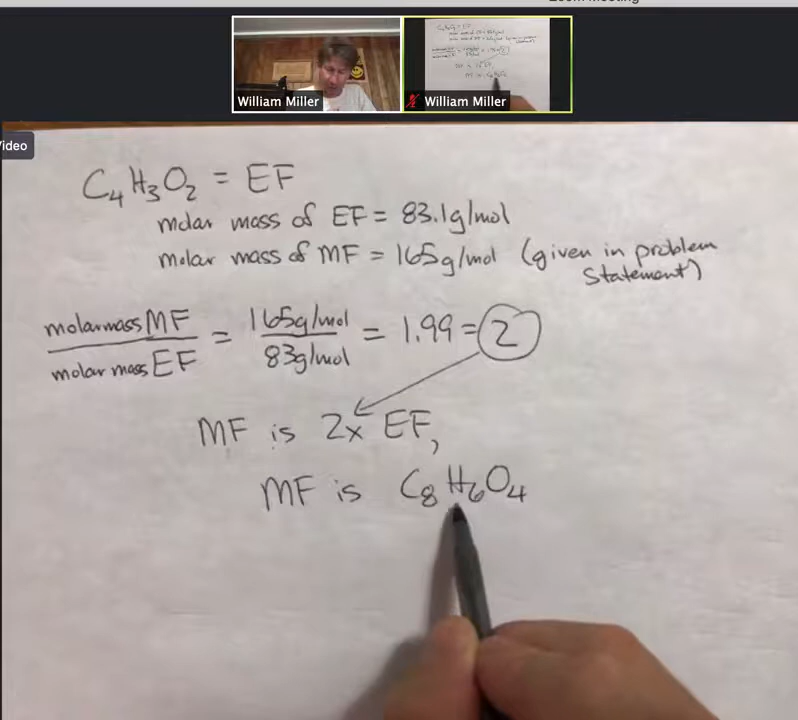 Zoom Meeting
William Miller
William Miller
Video
C₄H₃O₂ = EF
molar mass of EF = 83.1g/mol
molar mass of MF = 165g/mol (given in problem
statement)
molar mass MF / molar mass EF = 165g/mol / 83g/mol = 1.99 = 2
MF is 2x EF,
MF is C₈H₆O₄